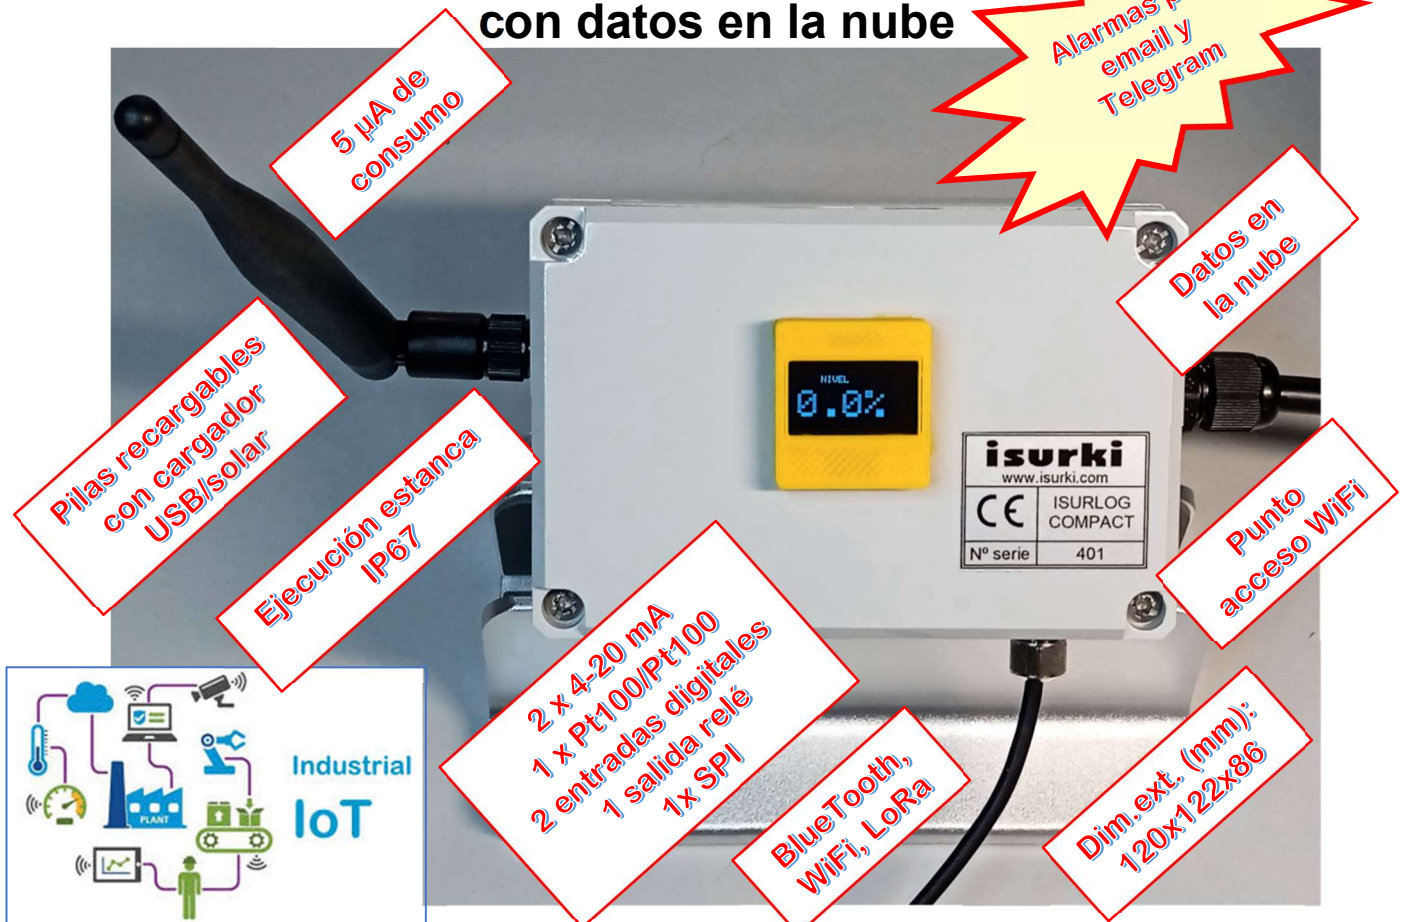 con datos en la nube
Alarmas
email y
Telegram
5 µA de
consumo
Datos en
la nube
NIVEL
0.0%
Pilas recargables
con cargador
USB/solar
Ejecución estanca
IP67
isurki
www.isurki.com
CE
ISURLOG
COMPACT
Nº serie
401
Punto
acceso WiFi
2 x 4-20 mA
1 x Pt100/Pt100
2 entradas digitales
1 salida relé
1x SPI
BlueTooth,
WiFi, LoRa
Dim.ext. (mm):
120x122x86
Industrial
IoT
PLANT